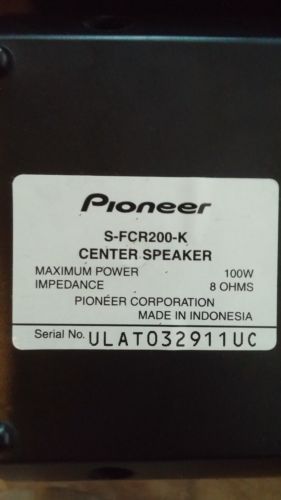 Pioneer
S-FCR200-K
CENTER SPEAKER
MAXIMUM POWER 100W
IMPEDANCE 8 OHMS
PIONEER CORPORATION
MADE IN INDONESIA
Serial No. ULAT032911UC